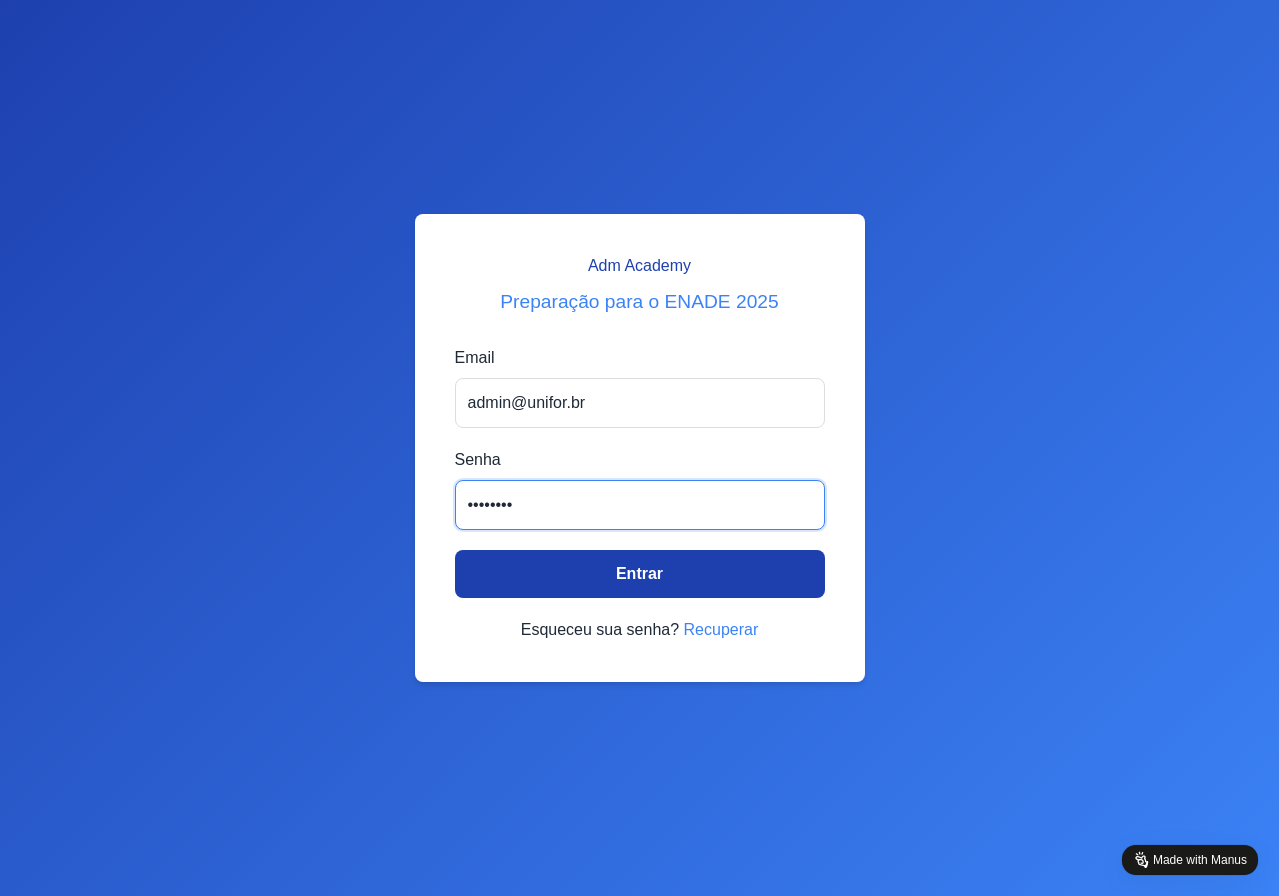 Adm Academy
Preparação para o ENADE 2025
Email
admin@unifor.br
Senha
••••••••
Entrar
Esqueceu sua senha? Recuperar
Made with Manus